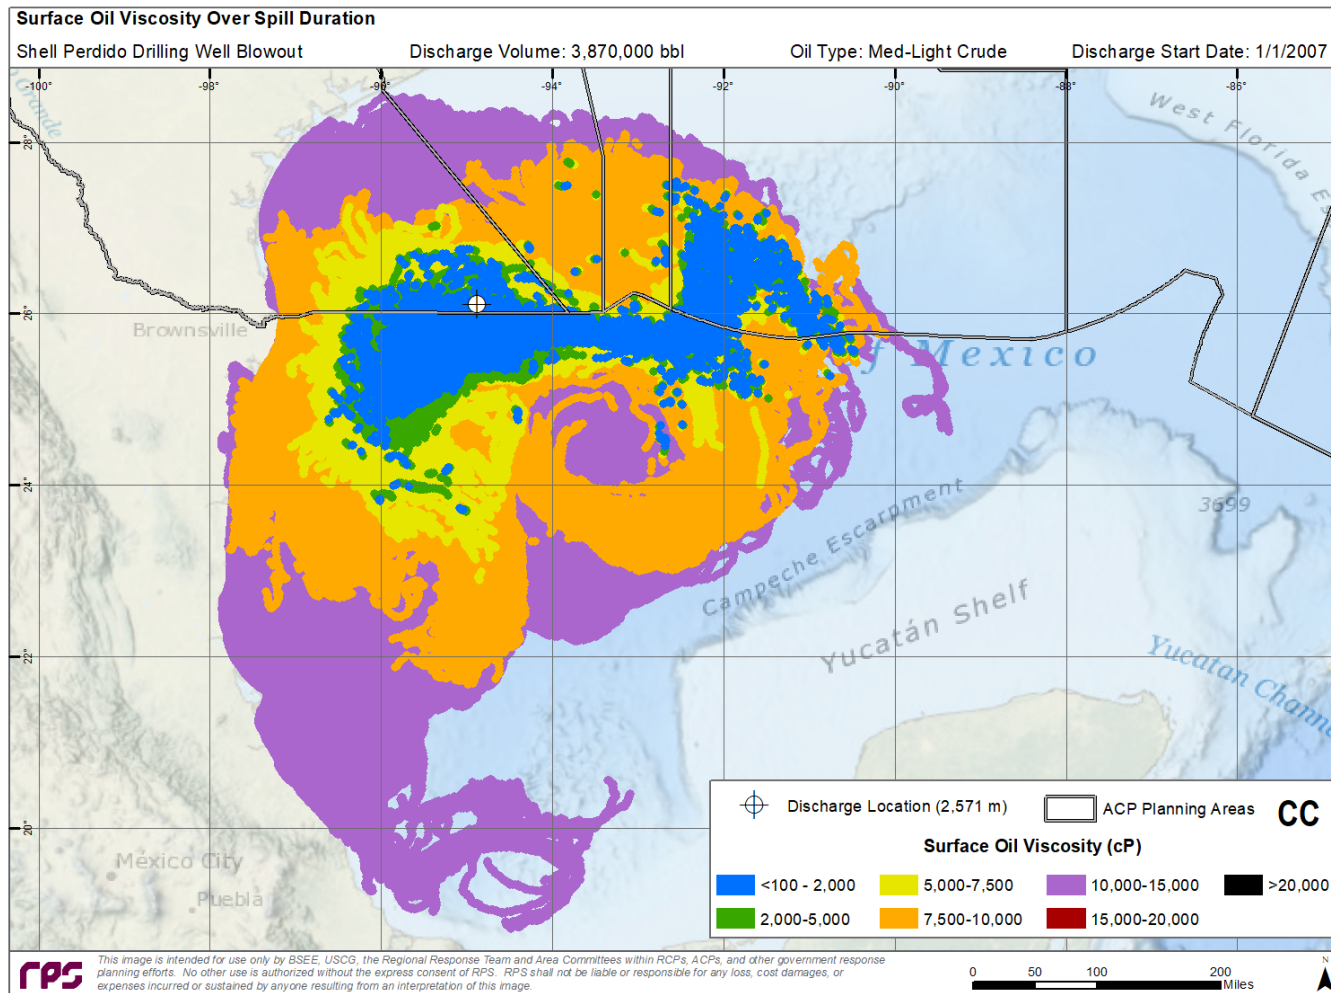 Surface Oil Viscosity Over Spill Duration
Shell Perdido Drilling Well Blowout Discharge Volume: 3,870,000 bbl Oil Type: Med-Light Crude Discharge Start Date: 1/1/2007
-100° -98° -96° -94° -92° -90° -88° -86°
Grande
West Florida Es
28°
26°
Brownsville
f Mexico
24°
3699
Campeche Escarpment
Yucatán Shelf
22°
Yucatan Channe
20°
México City
Puebla
Discharge Location (2,571 m) ACP Planning Areas CC
Surface Oil Viscosity (cP)
<100 - 2,000 5,000-7,500 10,000-15,000 >20,000
2,000-5,000 7,500-10,000 15,000-20,000
rps
This image is intended for use only by BSEE, USCG, the Regional Response Team and Area Committees within RCPs, ACPs, and other government response
planning efforts. No other use is authorized without the express consent of RPS. RPS shall not be liable or responsible for any loss, cost damages, or
expenses incurred or sustained by anyone resulting from an interpretation of this image.
0 50 100 200
Miles
N